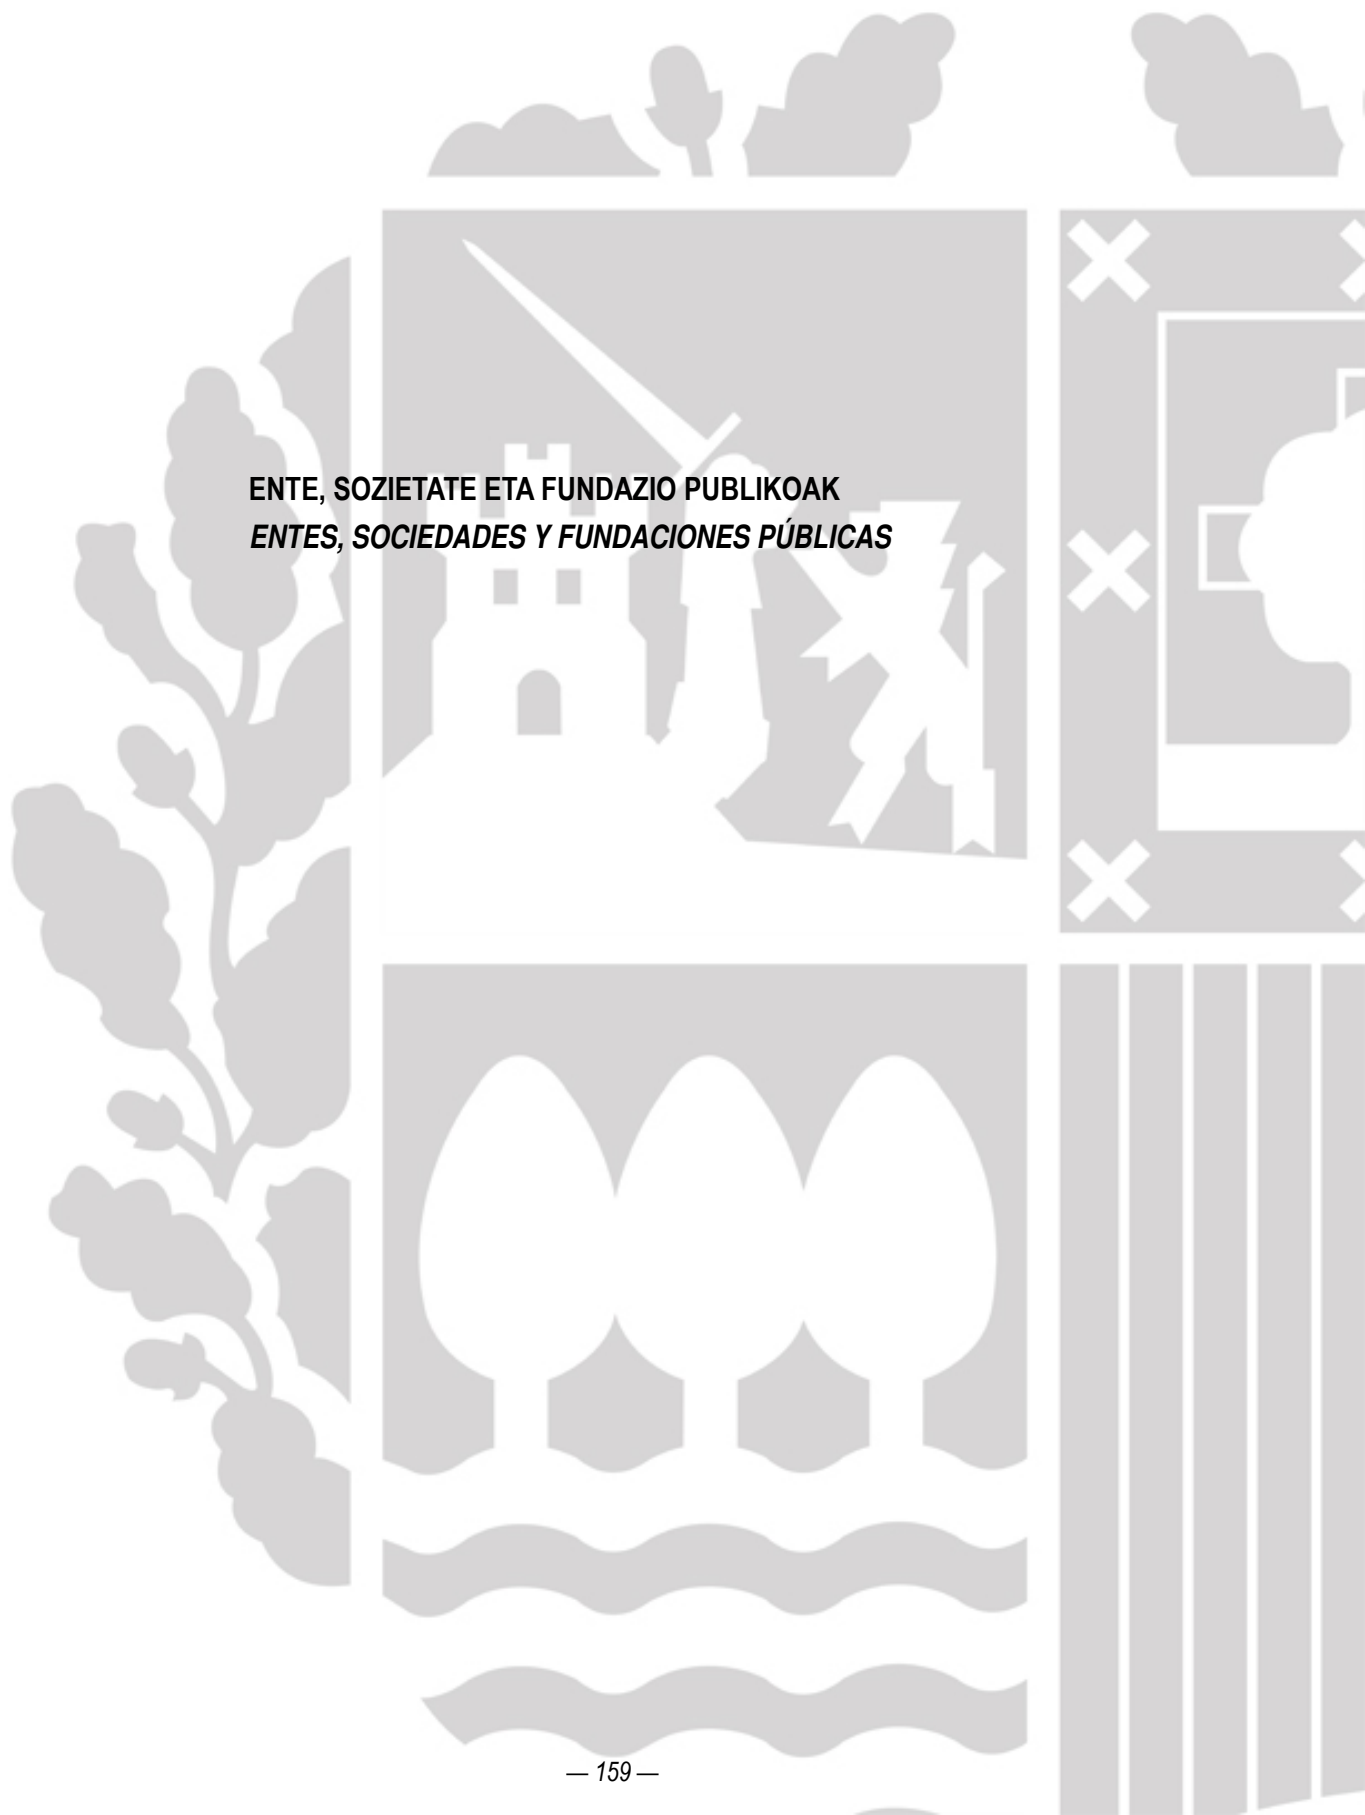 ENTE, SOZIETATE ETA FUNDAZIO PUBLIKOAK
ENTES, SOCIEDADES Y FUNDACIONES PÚBLICAS
— 159 —